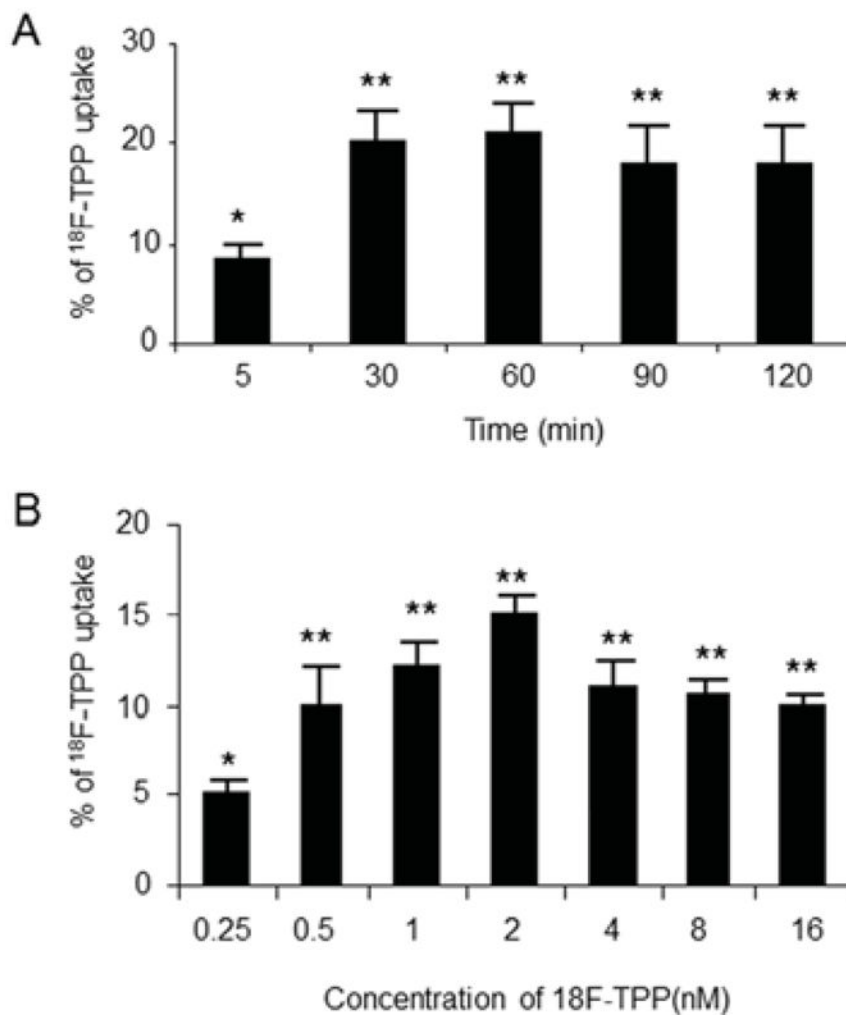 A
% of ¹⁸F-TPP uptake
30
20
10
0
* ** ** ** **
5 30 60 90 120
Time (min)
B
% of ¹⁸F-TPP uptake
20
15
10
5
0
* ** ** ** ** ** **
0.25 0.5 1 2 4 8 16
Concentration of 18F-TPP(nM)